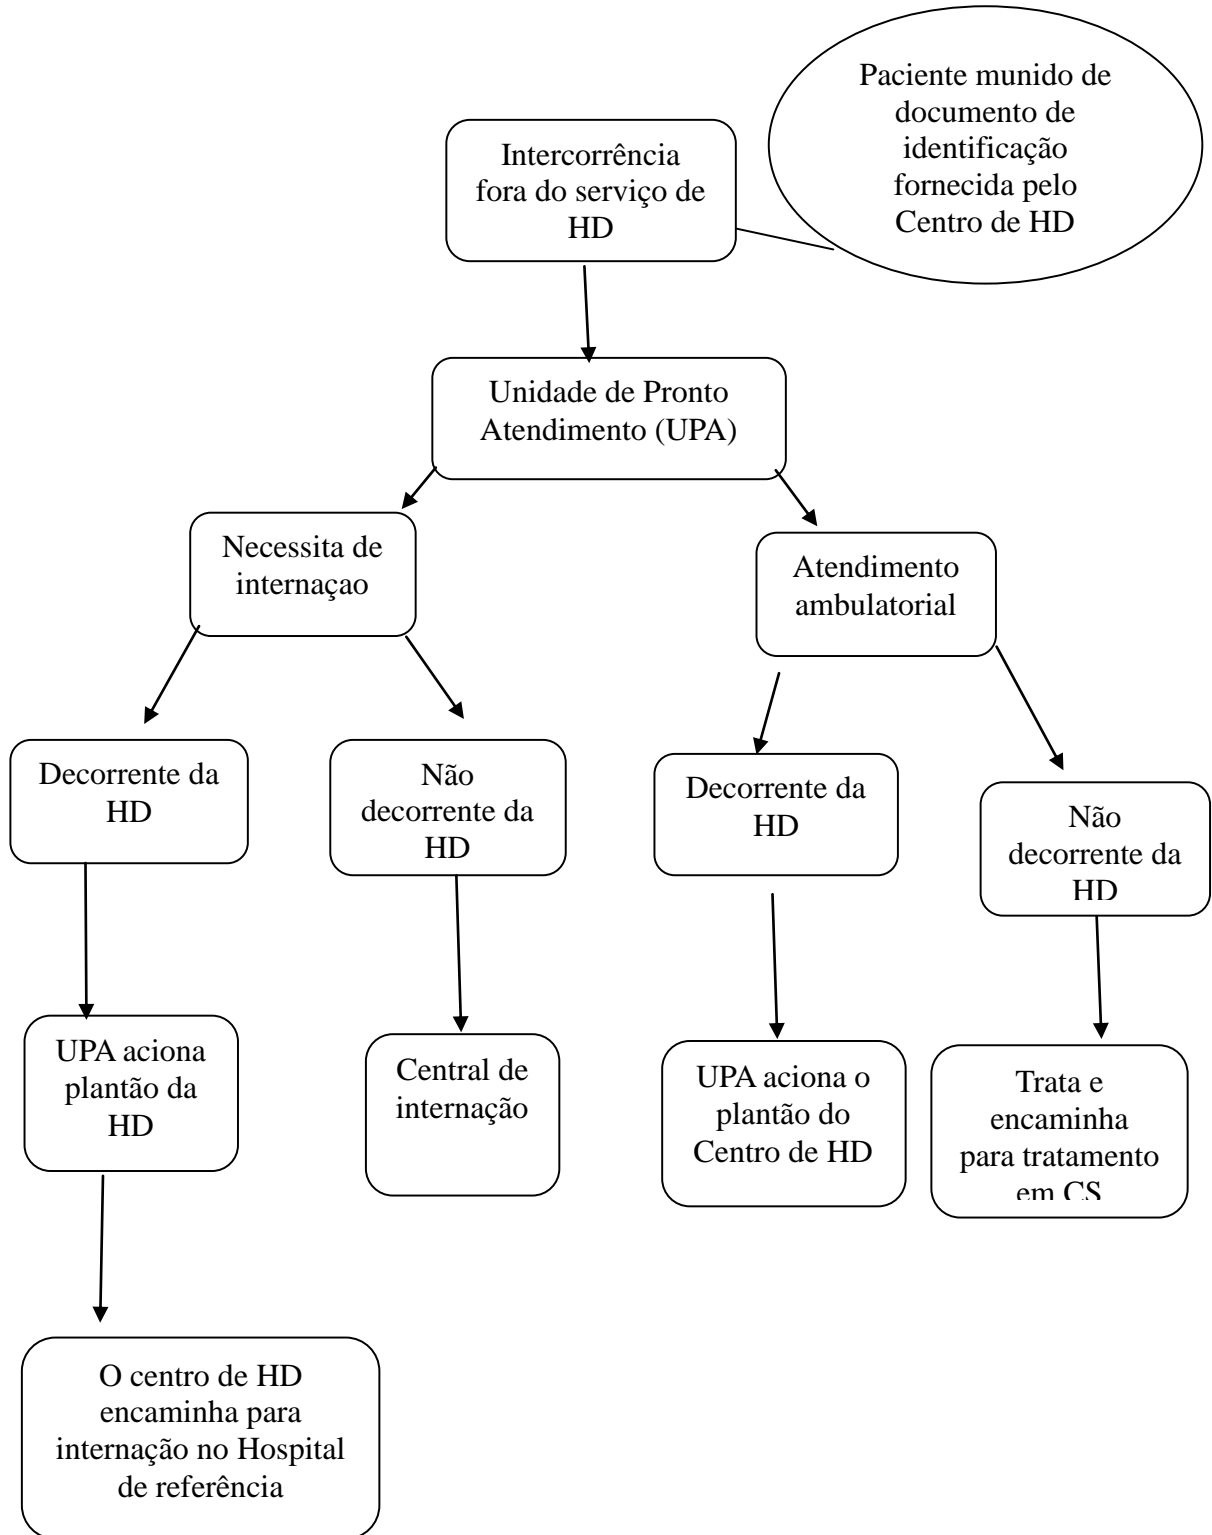 Paciente munido de
documento de
identificação
fornecida pelo
Centro de HD
Intercorrência
fora do serviço de
HD
Unidade de Pronto
Atendimento (UPA)
Necessita de
internaçao
Atendimento
ambulatorial
Decorrente da
HD
Não
decorrente da
HD
Decorrente da
HD
Não
decorrente da
HD
UPA aciona
plantão da
HD
Central de
internação
UPA aciona o
plantão do
Centro de HD
Trata e
encaminha
para tratamento
em CS
O centro de HD
encaminha para
internação no Hospital
de referência